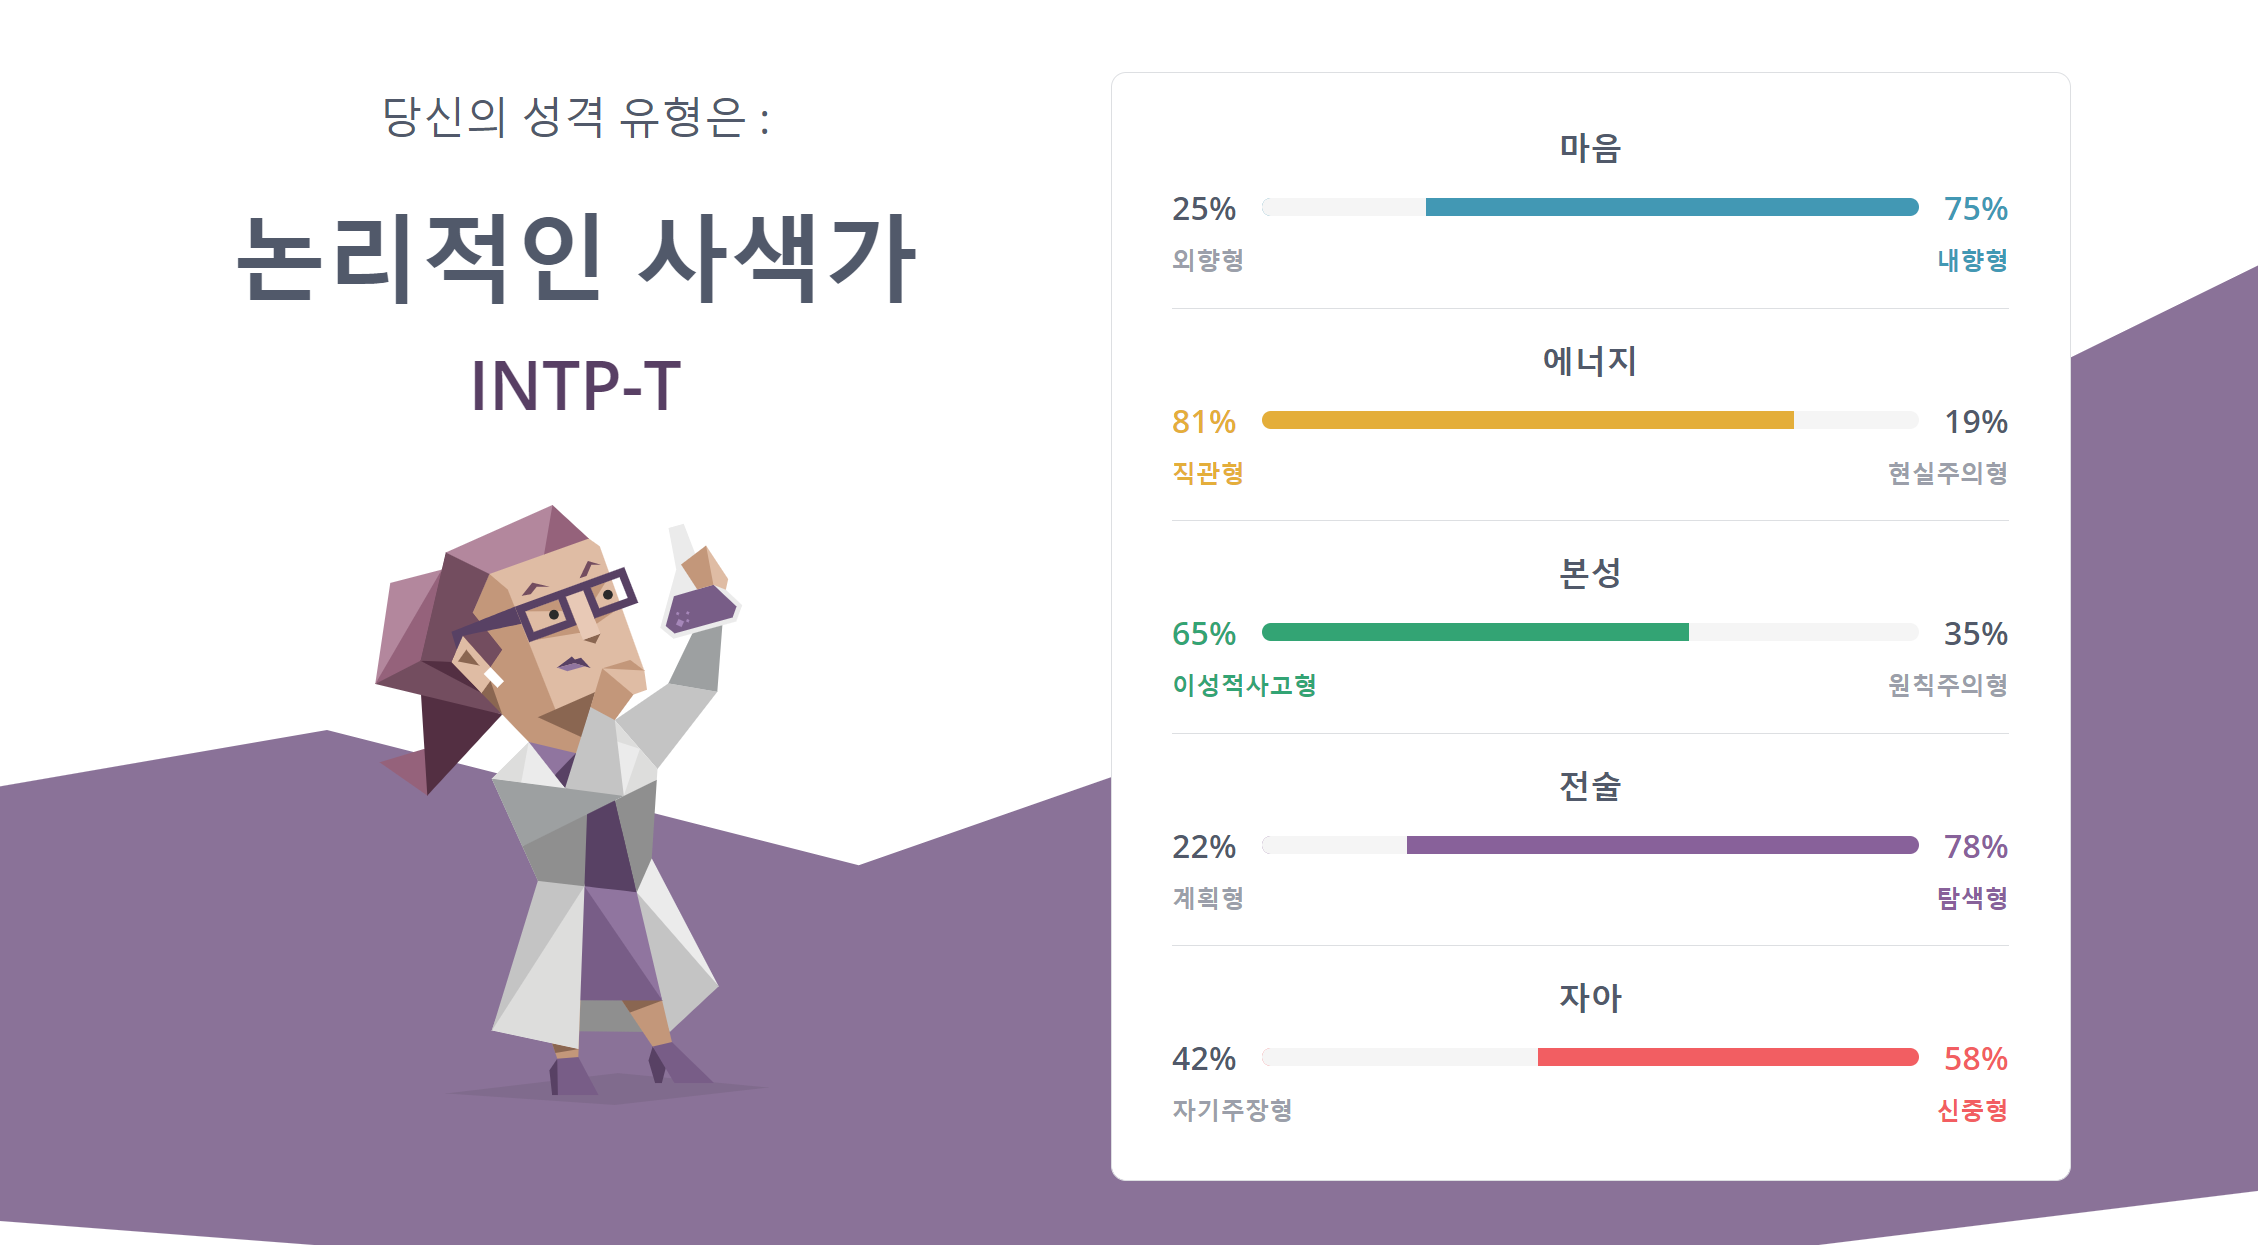 당신의 성격 유형은 :
논리적인 사색가
INTP-T
마음
25% 75%
외향형 내향형
에너지
81% 19%
직관형 현실주의형
본성
65% 35%
이성적사고형 원칙주의형
전술
22% 78%
계획형 탐색형
자아
42% 58%
자기주장형 신중형